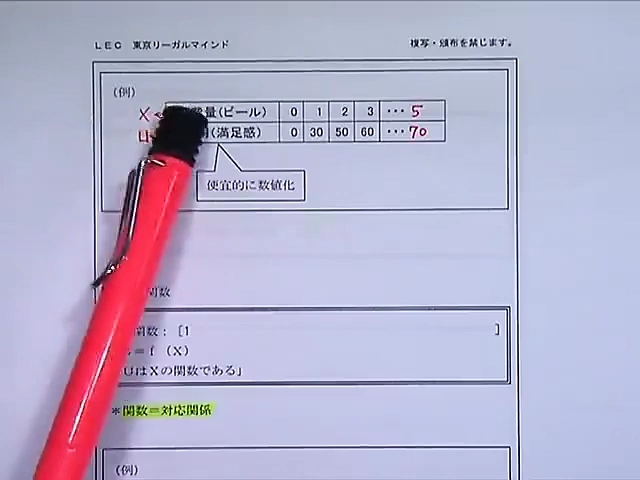 LEC 東京リーガルマインド 複写・頒布を禁じます。
(例)
X 量(ビール) 0 1 2 3 … 5
U (満足感) 0 30 50 60 … 70
便宜的に数値化
関数
関数：[1 ]
=f (X)
UはXの関数である」
*関数=対応関係
(例)